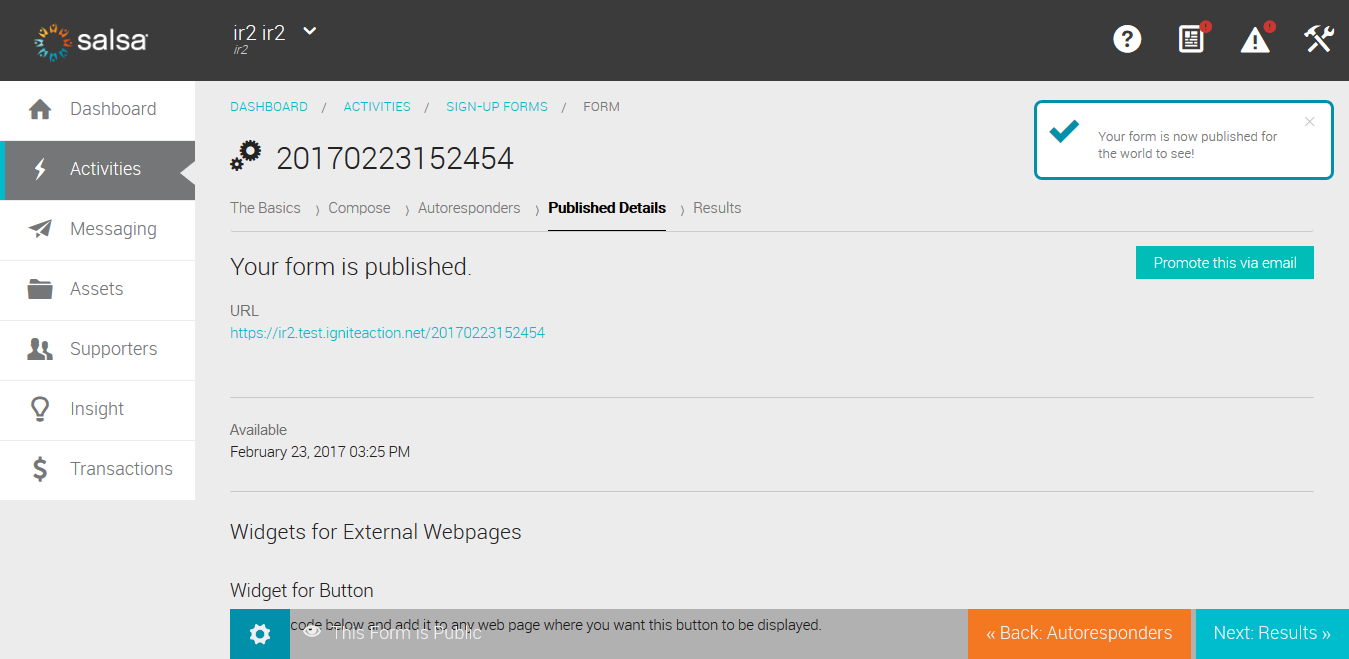 salsa
ir2 ir2
ir2
Dashboard
Activities
Messaging
Assets
Supporters
Insight
Transactions
DASHBOARD / ACTIVITIES / SIGN-UP FORMS / FORM
Your form is now published for
the world to see!
20170223152454
The Basics › Compose › Autoresponders › Published Details › Results
Your form is published.
Promote this via email
URL
https://ir2.test.igniteaction.net/20170223152454
Available
February 23, 2017 03:25 PM
Widgets for External Webpages
Widget for Button
code below and add it to any web page where you want this button to be displayed.
This Form is Public
« Back: Autoresponders
Next: Results »